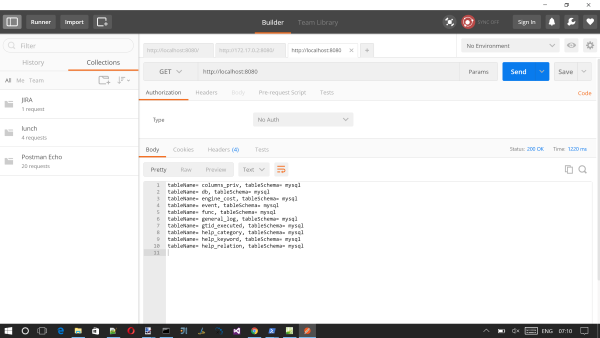 Runner
Import
Builder
Team Library
SYNC OFF
Sign In
Filter
History
Collections
All
Me
Team
JIRA
1 request
lunch
4 requests
Postman Echo
20 requests
http://localhost:8080/
http://172.17.0.2:8080/
http://localhost:8080
No Environment
GET
http://localhost:8080
Params
Send
Save
Authorization
Headers
Body
Pre-request Script
Tests
Code
Type
No Auth
Body
Cookies
Headers (4)
Tests
Status: 200 OK
Time: 1220 ms
Pretty
Raw
Preview
Text
1 tableName= columns_priv, tableSchema= mysql
2 tableName= db, tableSchema= mysql
3 tableName= engine_cost, tableSchema= mysql
4 tableName= event, tableSchema= mysql
5 tableName= func, tableSchema= mysql
6 tableName= general_log, tableSchema= mysql
7 tableName= gtid_executed, tableSchema= mysql
8 tableName= help_category, tableSchema= mysql
9 tableName= help_keyword, tableSchema= mysql
10 tableName= help_relation, tableSchema= mysql
11
ENG
07:10